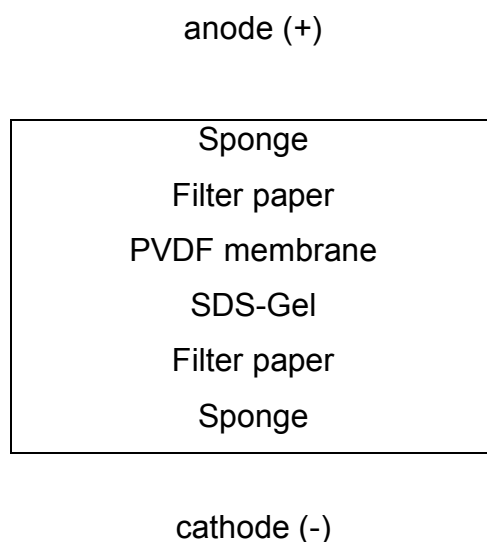 anode (+)
Sponge
Filter paper
PVDF membrane
SDS-Gel
Filter paper
Sponge
cathode (-)